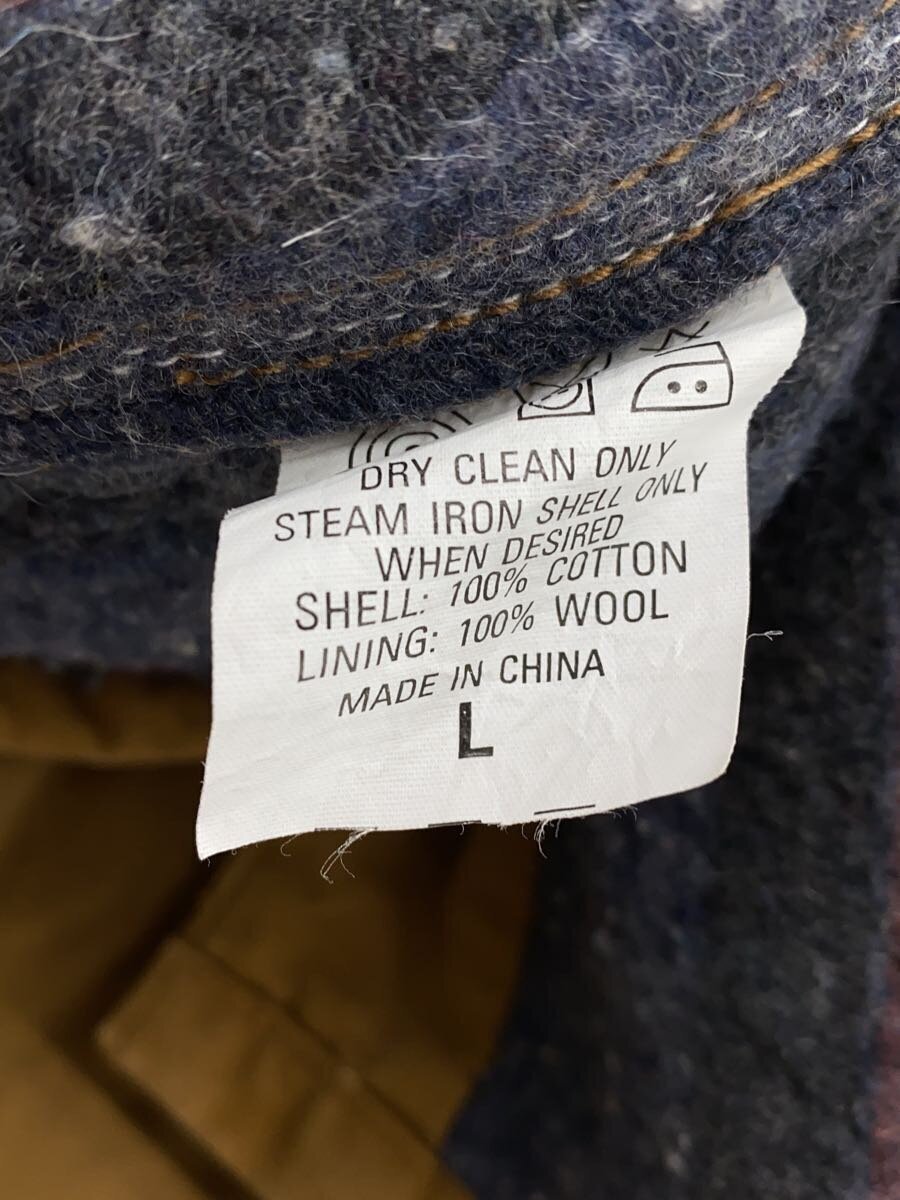 DRY CLEAN ONLY
STEAM IRON SHELL ONLY
WHEN DESIRED
SHELL: 100% COTTON
LINING: 100% WOOL
MADE IN CHINA
L